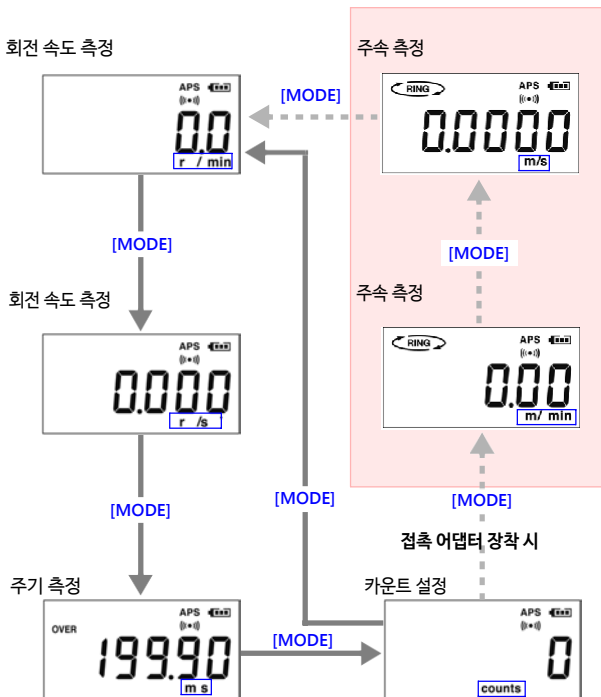 회전 속도 측정
주속 측정
APS
0.0
r / min
[MODE]
RING
APS
0.0000
m/s
[MODE]
[MODE]
회전 속도 측정
주속 측정
APS
0.000
r /s
RING
APS
0.00
m/ min
[MODE]
[MODE]
[MODE]
접촉 어댑터 장착 시
주기 측정
카운트 설정
OVER
APS
199.90
m s
[MODE]
APS
0
counts